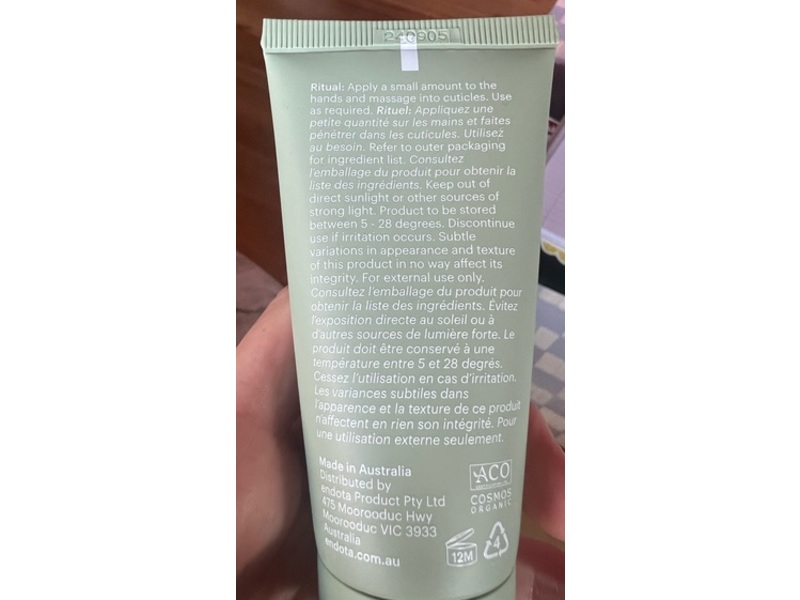 240905
Ritual: Apply a small amount to the
hands and massage into cuticles. Use
as required. Rituel: Appliquez une
petite quantité sur les mains et faites
pénétrer dans les cuticules. Utilisez
au besoin. Refer to outer packaging
for ingredient list. Consultez
l'emballage du produit pour obtenir la
liste des ingrédients. Keep out of
direct sunlight or other sources of
strong light. Product to be stored
between 5 - 28 degrees. Discontinue
use if irritation occurs. Subtle
variations in appearance and texture
of this product in no way affect its
integrity. For external use only.
Consultez l'emballage du produit pour
obtenir la liste des ingrédients. Évitez
l'exposition directe au soleil ou à
d'autres sources de lumière forte. Le
produit doit être conservé à une
température entre 5 et 28 degrés.
Cessez l'utilisation en cas d'irritation.
Les variances subtiles dans
l'apparence et la texture de ce produit
n'affectent en rien son intégrité. Pour
une utilisation externe seulement.
Made in Australia
Distributed by
endota Product Pty Ltd
475 Moorooduc Hwy
Moorooduc VIC 3933
Australia
endota.com.au
ACO
COSMOS
ORGANIC
12M
4